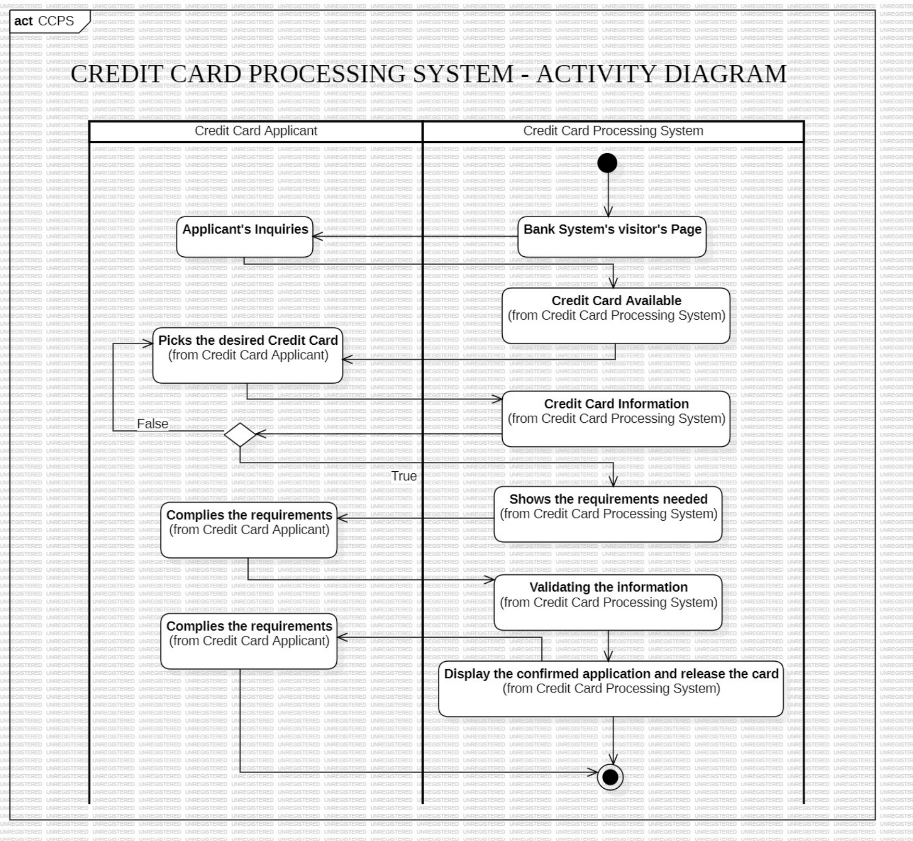 act CCPS
CREDIT CARD PROCESSING SYSTEM - ACTIVITY DIAGRAM
Credit Card Applicant
Credit Card Processing System
Applicant's Inquiries
Bank System's visitor's Page
Credit Card Available
(from Credit Card Processing System)
Picks the desired Credit Card
(from Credit Card Applicant)
Credit Card Information
(from Credit Card Processing System)
False
True
Shows the requirements needed
(from Credit Card Processing System)
Complies the requirements
(from Credit Card Applicant)
Validating the information
(from Credit Card Processing System)
Complies the requirements
(from Credit Card Applicant)
Display the confirmed application and release the card
(from Credit Card Processing System)
UNREGISTERED